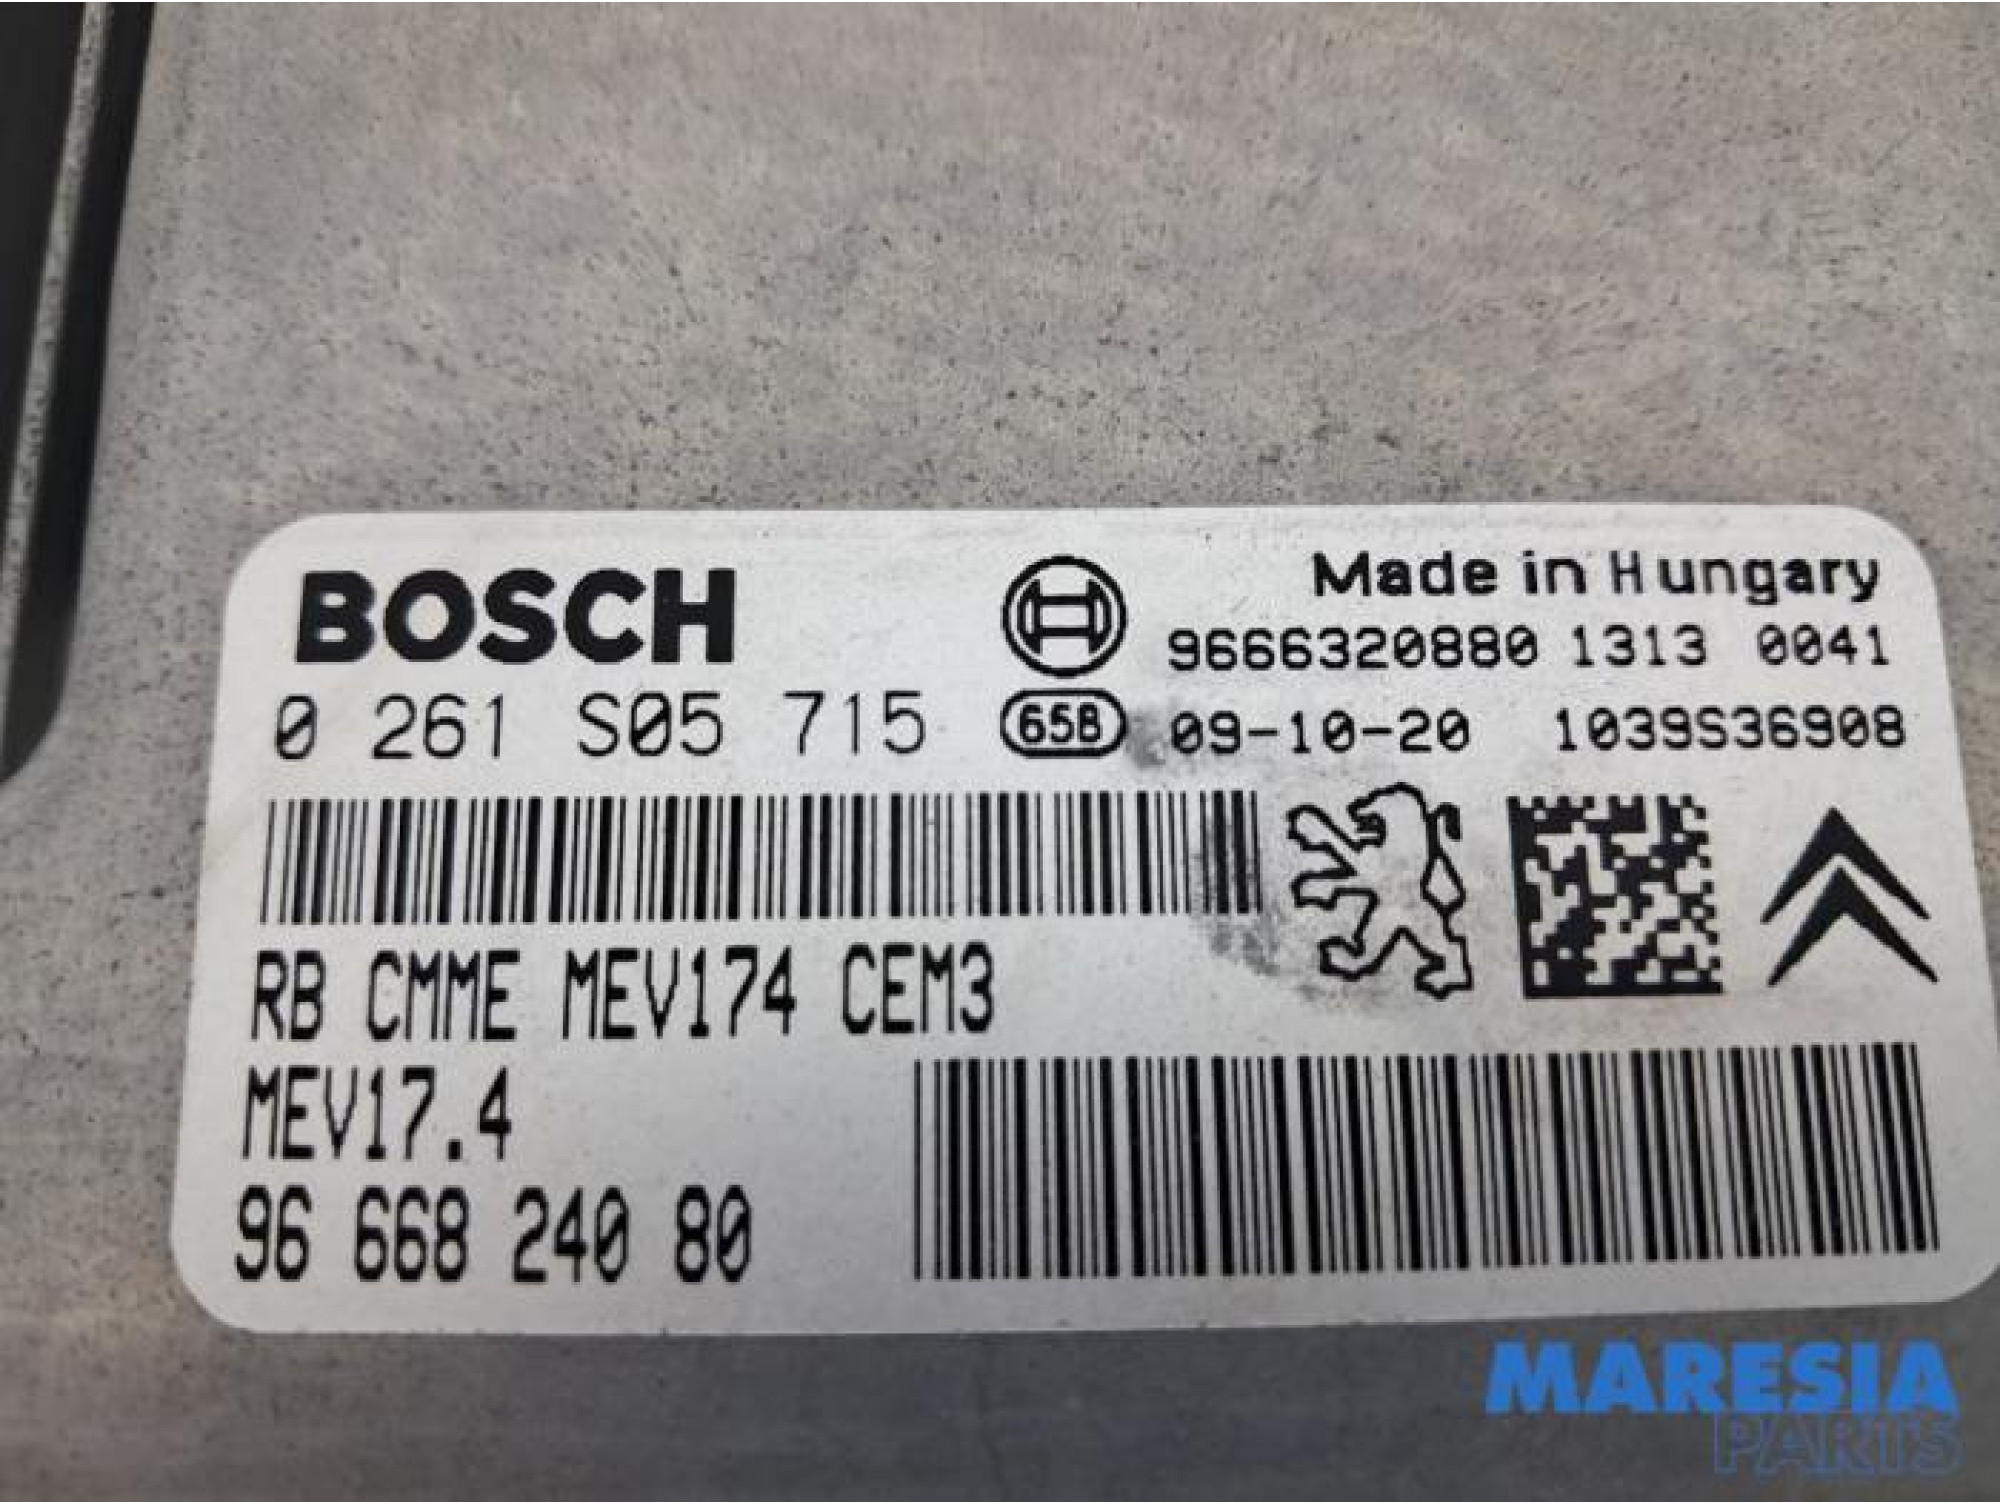 BOSCH
Made in Hungary
9666320880 1313 0041
0 261 S05 715
658
09-10-20 1039S36908
RB CMME MEV174 CEM3
MEV17.4
96 668 240 80
MARESIA
PARTS